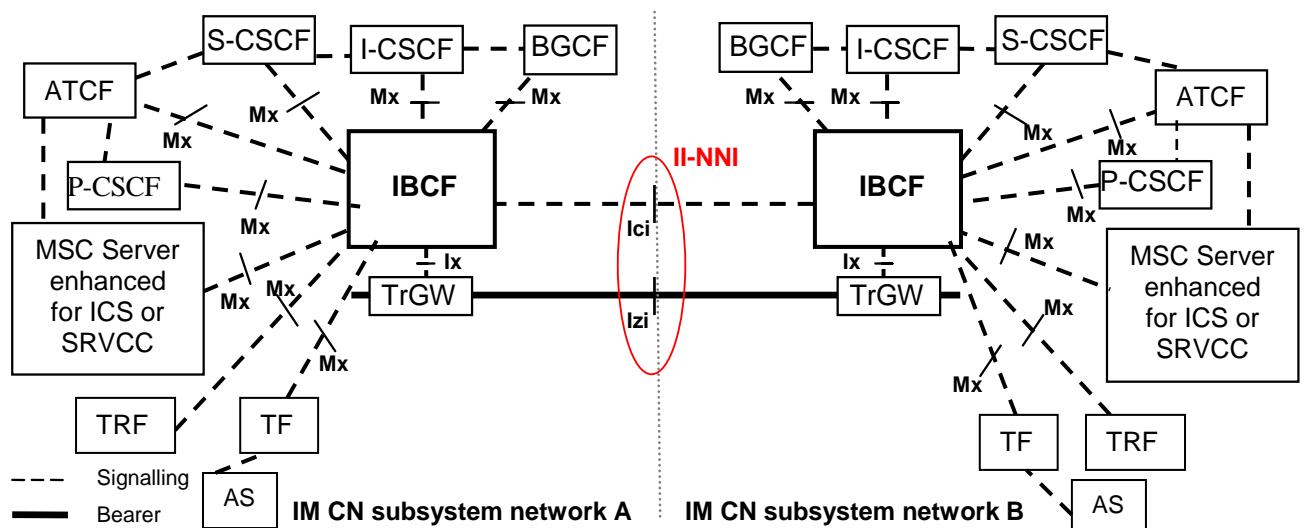 S-CSCF
I-CSCF
BGCF
BGCF
I-CSCF
S-CSCF
ATCF
ATCF
Mx
Mx
Mx
Mx
Mx
Mx
Mx
Mx
P-CSCF
IBCF
II-NNI
IBCF
P-CSCF
Mx
Mx
Ici
MSC Server
enhanced
for ICS or
SRVCC
Mx
Ix
Ix
Mx
MSC Server
enhanced
for ICS or
SRVCC
TrGW
TrGW
Izi
Mx
Mx
Mx
Mx
TRF
TF
TF
TRF
Signalling
AS
AS
Bearer
IM CN subsystem network A
IM CN subsystem network B